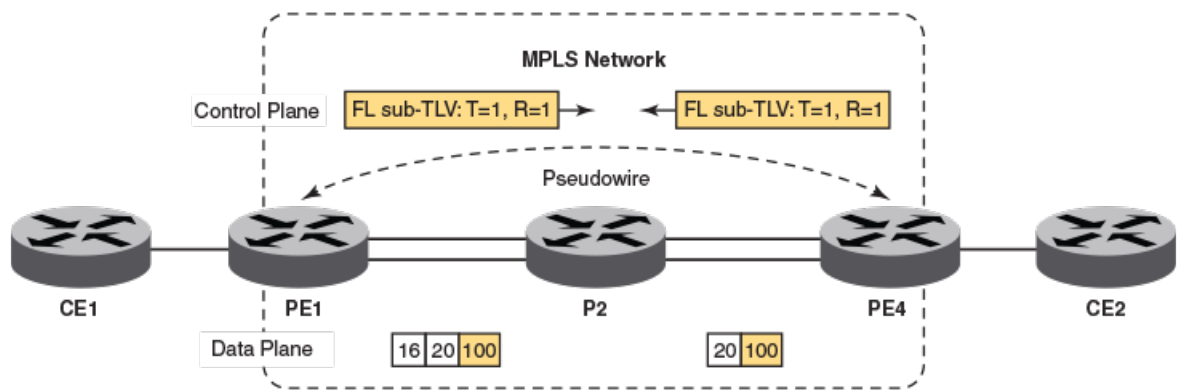 MPLS Network
Control Plane
FL sub-TLV: T=1, R=1
FL sub-TLV: T=1, R=1
Pseudowire
CE1
PE1
P2
PE4
CE2
Data Plane
16 20 100
20 100